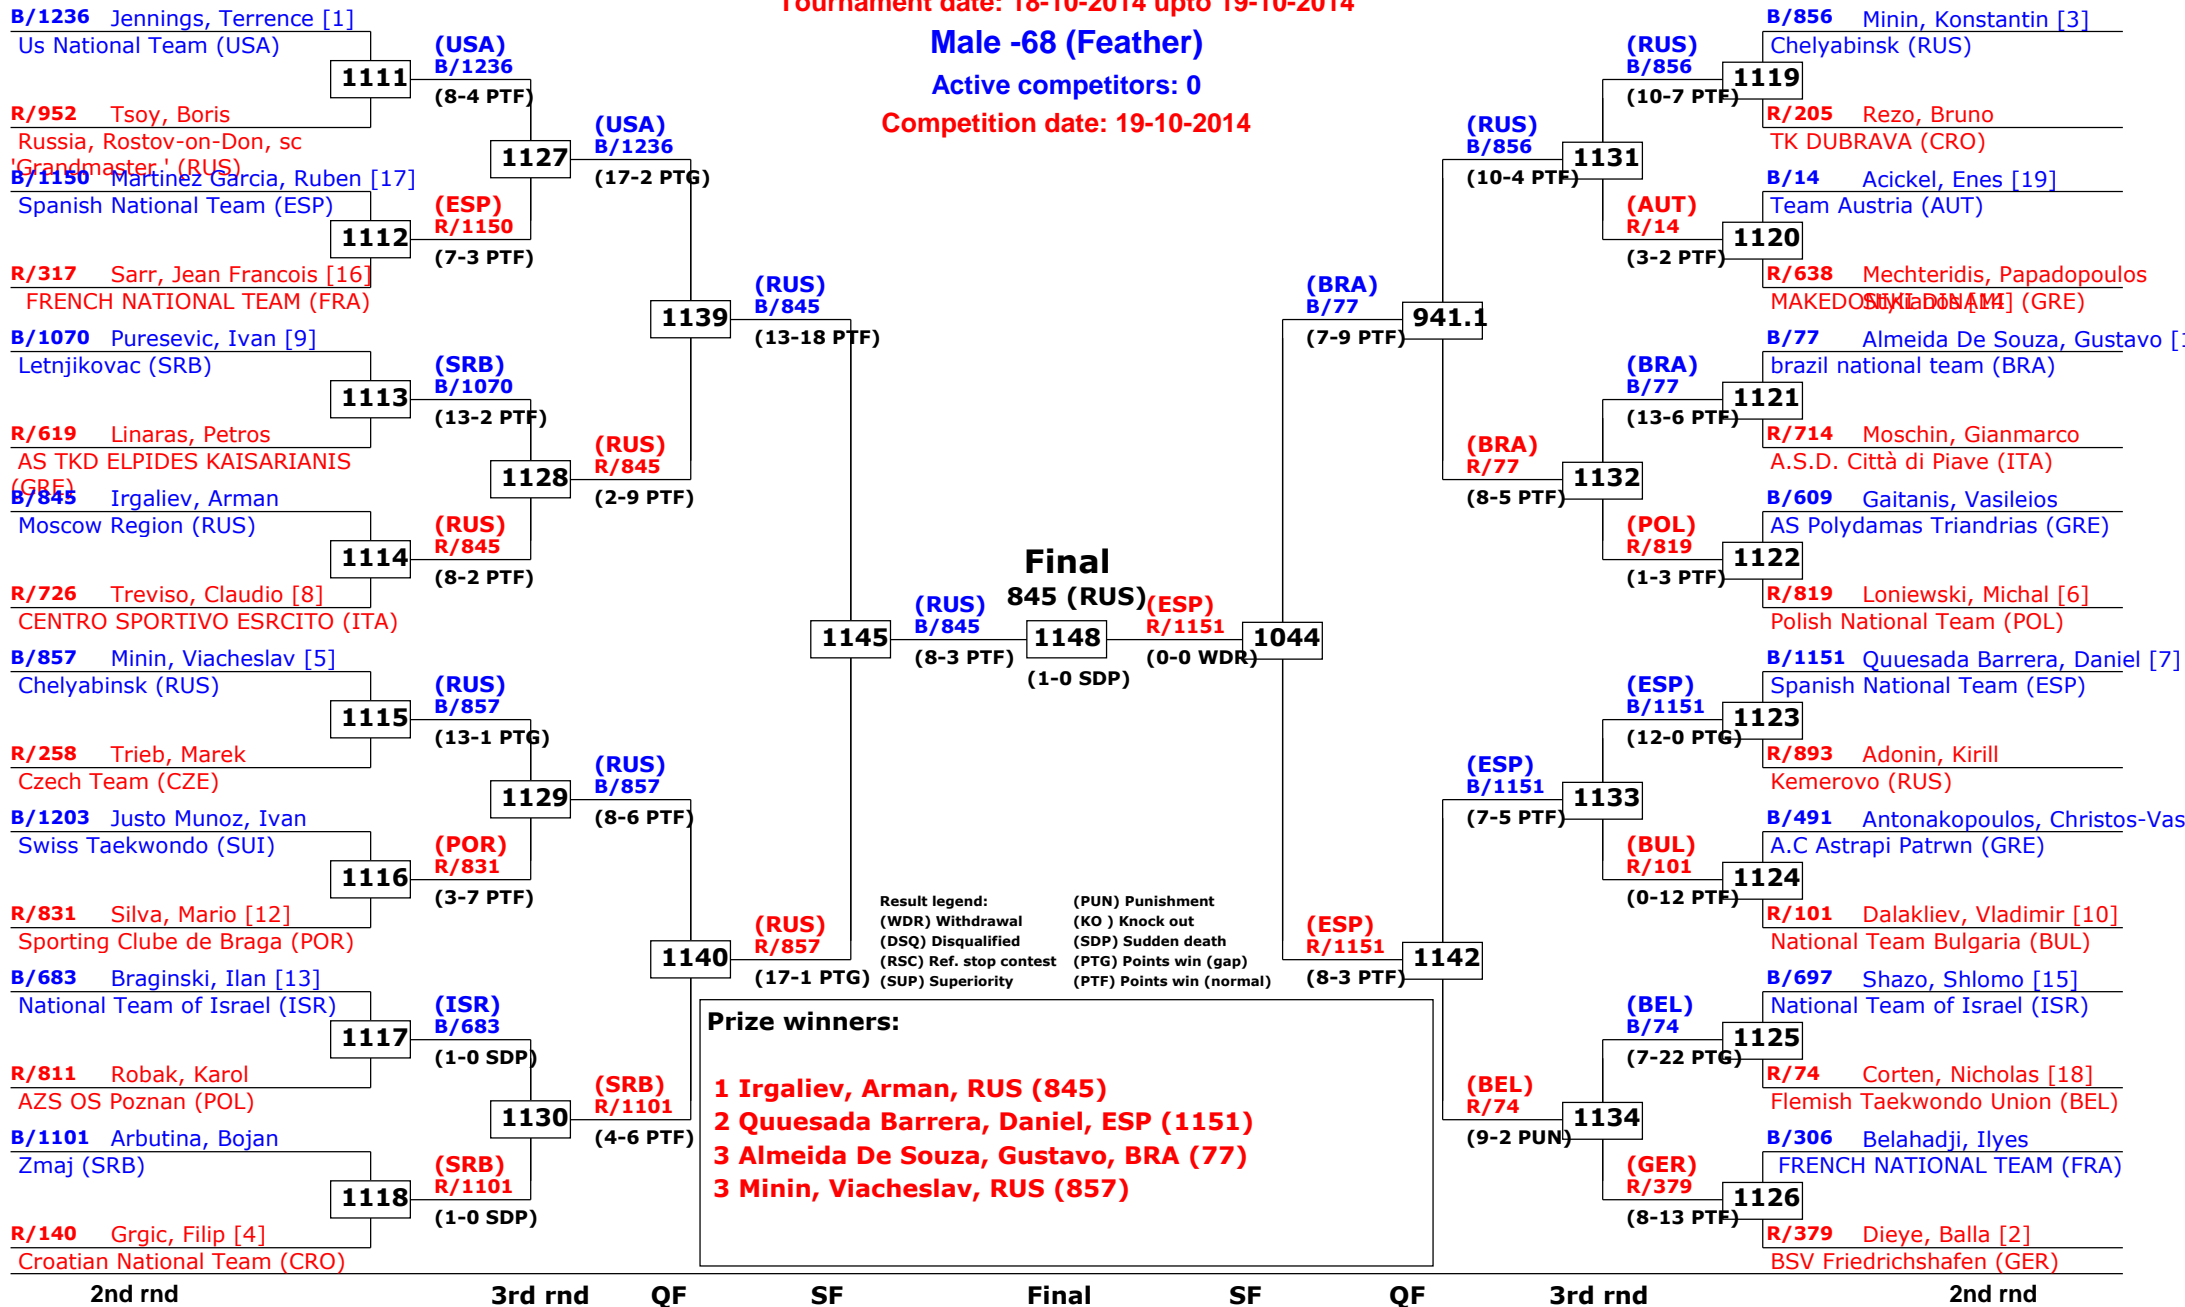 Tournament date: 18-10-2014 upto 19-10-2014
Male -68 (Feather)
Active competitors: 0
Competition date: 19-10-2014
B/1236 Jennings, Terrence [1]
Us National Team (USA)
1111
R/952 Tsoy, Boris
Russia, Rostov-on-Don, sc
'Grandmaster ' (RUS)
B/1150 Martinez Garcia, Ruben [17]
Spanish National Team (ESP)
1112
R/317 Sarr, Jean Francois [16]
FRENCH NATIONAL TEAM (FRA)
B/1070 Puresevic, Ivan [9]
Letnjikovac (SRB)
1113
R/619 Linaras, Petros
AS TKD ELPIDES KAISARIANIS
(GRE)
B/845 Irgaliev, Arman
Moscow Region (RUS)
1114
R/726 Treviso, Claudio [8]
CENTRO SPORTIVO ESRCITO (ITA)
B/857 Minin, Viacheslav [5]
Chelyabinsk (RUS)
1115
R/258 Trieb, Marek
Czech Team (CZE)
B/1203 Justo Munoz, Ivan
Swiss Taekwondo (SUI)
1116
R/831 Silva, Mario [12]
Sporting Clube de Braga (POR)
B/683 Braginski, Ilan [13]
National Team of Israel (ISR)
1117
R/811 Robak, Karol
AZS OS Poznan (POL)
B/1101 Arbutina, Bojan
Zmaj (SRB)
1118
R/140 Grgic, Filip [4]
Croatian National Team (CRO)
(USA)
B/1236
(8-4 PTF)
1127
(ESP)
R/1150
(7-3 PTF)
(SRB)
B/1070
(13-2 PTF)
1128
(RUS)
R/845
(8-2 PTF)
(RUS)
B/857
(13-1 PTG)
1129
(POR)
R/831
(3-7 PTF)
(ISR)
B/683
(1-0 SDP)
1130
(SRB)
R/1101
(1-0 SDP)
(USA)
B/1236
(17-2 PTG)
1139
(RUS)
R/845
(2-9 PTF)
(RUS)
B/857
(8-6 PTF)
1140
(SRB)
R/1101
(4-6 PTF)
(RUS)
B/845
(13-18 PTF)
1145
(RUS)
R/857
(17-1 PTG)
(RUS)
B/845
(8-3 PTF)
Final
845 (RUS)
1148
(1-0 SDP)
(ESP)
R/1151
(0-0 WDR)
1044
(BRA)
B/77
(7-9 PTF)
941.1
(ESP)
R/1151
(8-3 PTF)
1142
(RUS)
B/856
(10-4 PTF)
1131
(BRA)
R/77
(8-5 PTF)
1132
(ESP)
B/1151
(7-5 PTF)
1133
(BEL)
R/74
(9-2 PUN)
1134
(RUS)
B/856
(10-7 PTF)
1119
(AUT)
R/14
(3-2 PTF)
1120
(BRA)
B/77
(13-6 PTF)
1121
(POL)
R/819
(1-3 PTF)
1122
(ESP)
B/1151
(12-0 PTG)
1123
(BUL)
R/101
(0-12 PTF)
1124
(BEL)
B/74
(7-22 PTG)
1125
(GER)
R/379
(8-13 PTF)
1126
B/856 Minin, Konstantin [3]
Chelyabinsk (RUS)
R/205 Rezo, Bruno
TK DUBRAVA (CRO)
B/14 Acickel, Enes [19]
Team Austria (AUT)
R/638 Mechteridis, Papadopoulos
Stylianos [14]
MAKEDONIKI DINAMI (GRE)
B/77 Almeida De Souza, Gustavo
brazil national team (BRA)
R/714 Moschin, Gianmarco
A.S.D. Città di Piave (ITA)
B/609 Gaitanis, Vasileios
AS Polydamas Triandrias (GRE)
R/819 Loniewski, Michal [6]
Polish National Team (POL)
B/1151 Quuesada Barrera, Daniel [7]
Spanish National Team (ESP)
R/893 Adonin, Kirill
Kemerovo (RUS)
B/491 Antonakopoulos, Christos-Vas
A.C Astrapi Patrwn (GRE)
R/101 Dalakliev, Vladimir [10]
National Team Bulgaria (BUL)
B/697 Shazo, Shlomo [15]
National Team of Israel (ISR)
R/74 Corten, Nicholas [18]
Flemish Taekwondo Union (BEL)
B/306 Belahadji, Ilyes
FRENCH NATIONAL TEAM (FRA)
R/379 Dieye, Balla [2]
BSV Friedrichshafen (GER)
Result legend: (PUN) Punishment
(WDR) Withdrawal (KO ) Knock out
(DSQ) Disqualified (SDP) Sudden death
(RSC) Ref. stop contest (PTG) Points win (gap)
(SUP) Superiority (PTF) Points win (normal)
Prize winners:
1 Irgaliev, Arman, RUS (845)
2 Quuesada Barrera, Daniel, ESP (1151)
3 Almeida De Souza, Gustavo, BRA (77)
3 Minin, Viacheslav, RUS (857)
2nd rnd 3rd rnd QF SF Final SF QF 3rd rnd 2nd rnd